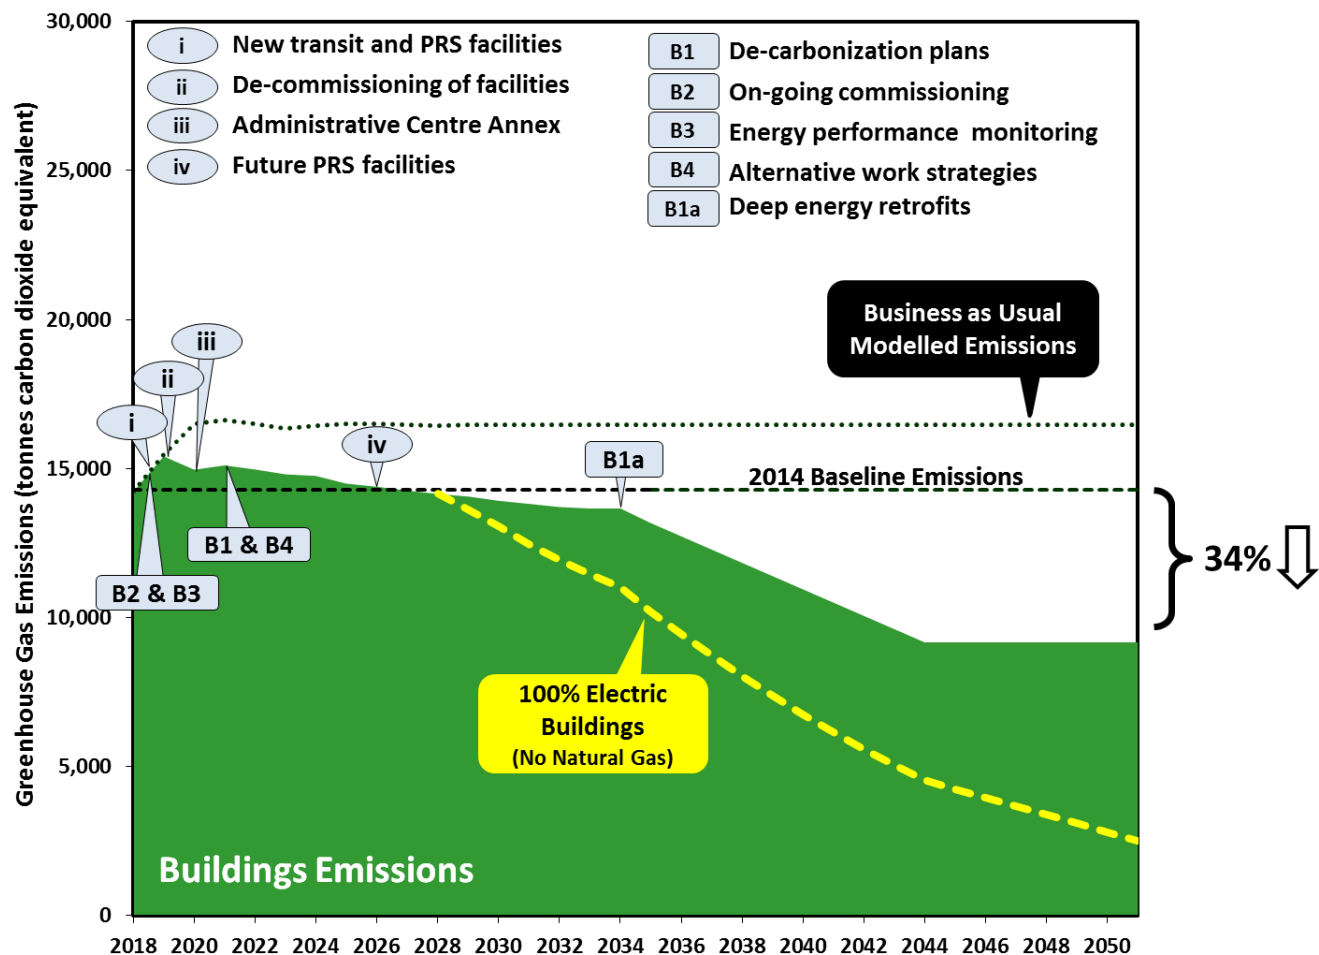 Greenhouse Gas Emissions (tonnes carbon dioxide equivalent)
30,000
25,000
20,000
15,000
10,000
5,000
0
i New transit and PRS facilities
ii De-commissioning of facilities
iii Administrative Centre Annex
iv Future PRS facilities
B1 De-carbonization plans
B2 On-going commissioning
B3 Energy performance monitoring
B4 Alternative work strategies
B1a Deep energy retrofits
Business as Usual
Modelled Emissions
iii
ii
i
iv
B1a
2014 Baseline Emissions
B1 & B4
B2 & B3
34%
100% Electric
Buildings
(No Natural Gas)
Buildings Emissions
2018 2020 2022 2024 2026 2028 2030 2032 2034 2036 2038 2040 2042 2044 2046 2048 2050